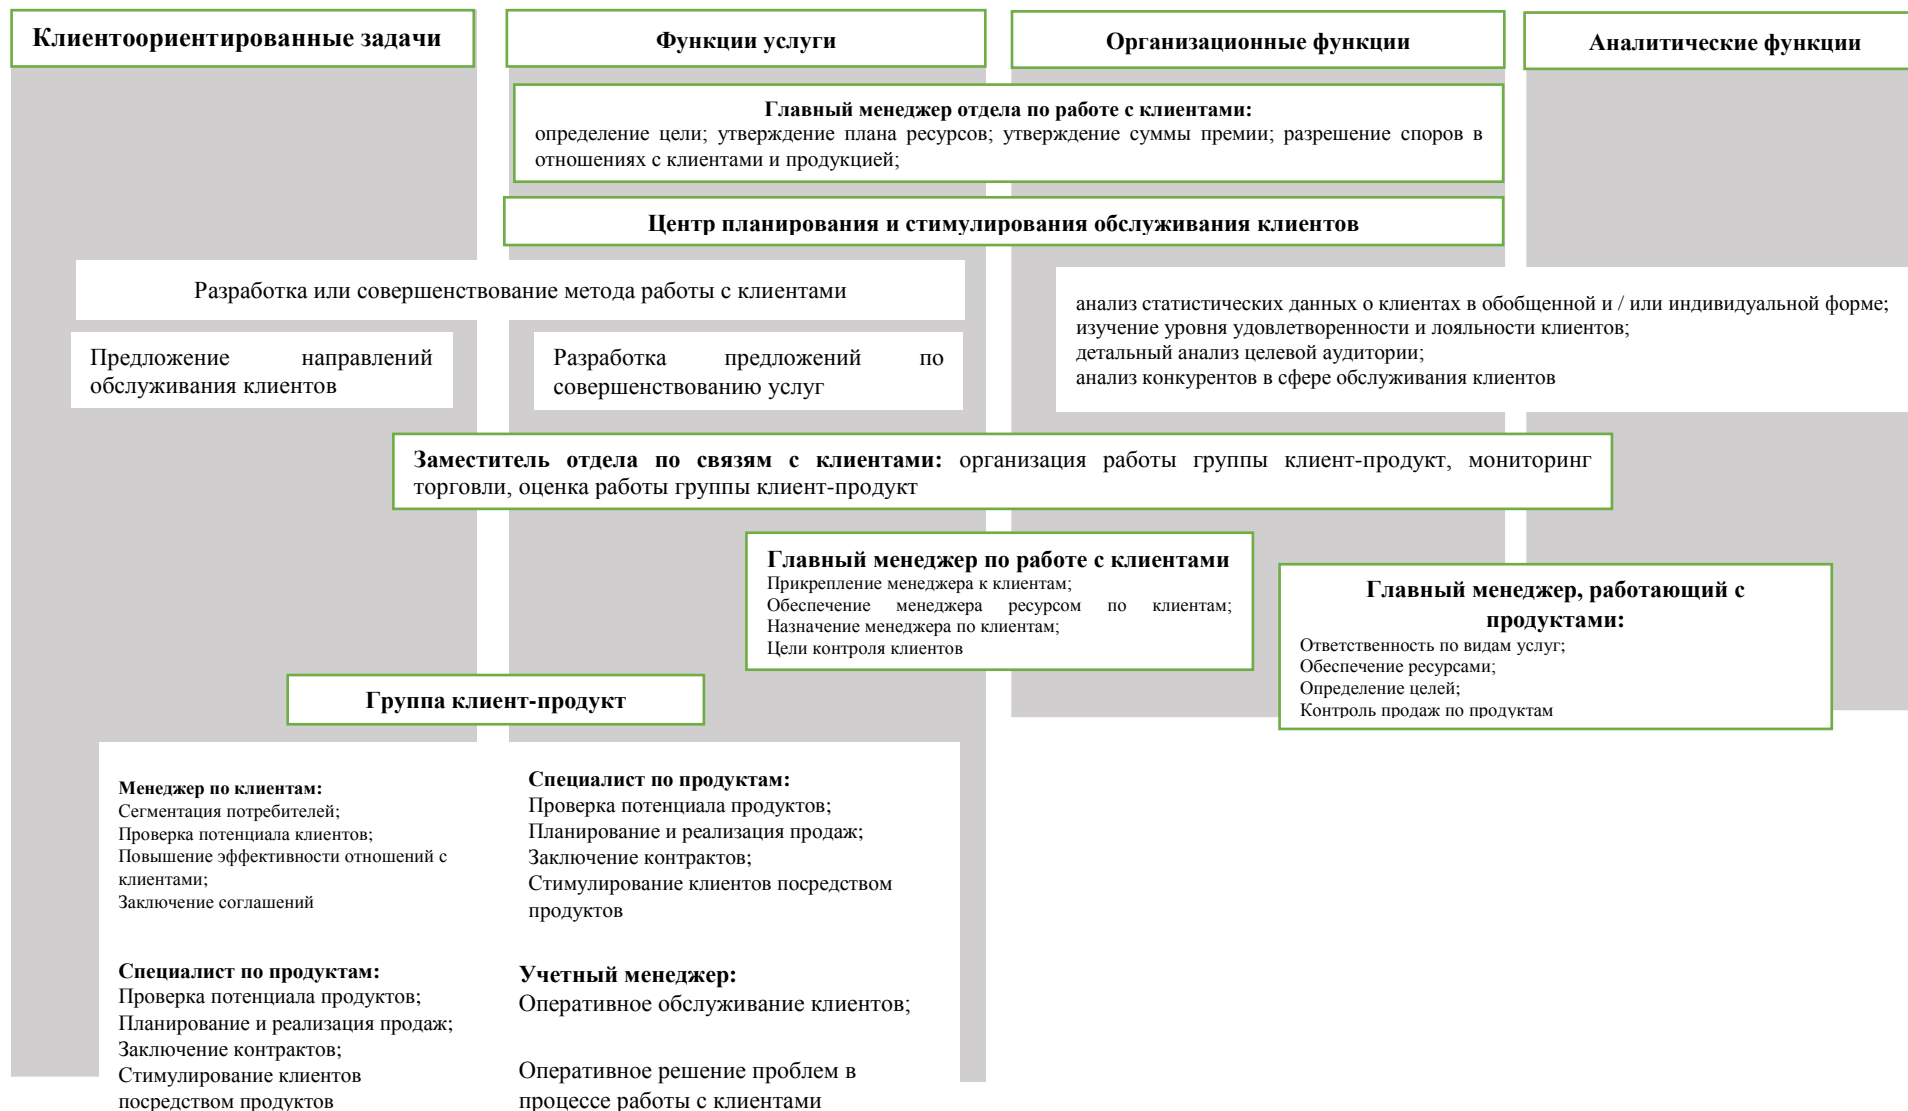 Клиентоориентированные задачи
Функции услуги
Организационные функции
Аналитические функции
Главный менеджер отдела по работе с клиентами:
определение цели; утверждение плана ресурсов; утверждение суммы премии; разрешение споров в
отношениях с клиентами и продукцией;
Центр планирования и стимулирования обслуживания клиентов
Разработка или совершенствование метода работы с клиентами
Предложение направлений
обслуживания клиентов
Разработка предложений по
совершенствованию услуг
анализ статистических данных о клиентах в обобщенной и / или индивидуальной форме;
изучение уровня удовлетворенности и лояльности клиентов;
детальный анализ целевой аудитории;
анализ конкурентов в сфере обслуживания клиентов
Заместитель отдела по связям с клиентами: организация работы группы клиент-продукт, мониторинг
торговли, оценка работы группы клиент-продукт
Главный менеджер по работе с клиентами
Прикрепление менеджера к клиентам;
Обеспечение менеджера ресурсом по клиентам;
Назначение менеджера по клиентам;
Цели контроля клиентов
Главный менеджер, работающий с
продуктами:
Ответственность по видам услуг;
Обеспечение ресурсами;
Определение целей;
Контроль продаж по продуктам
Группа клиент-продукт
Менеджер по клиентам:
Сегментация потребителей;
Проверка потенциала клиентов;
Повышение эффективности отношений с
клиентами;
Заключение соглашений
Специалист по продуктам:
Проверка потенциала продуктов;
Планирование и реализация продаж;
Заключение контрактов;
Стимулирование клиентов посредством
продуктов
Специалист по продуктам:
Проверка потенциала продуктов;
Планирование и реализация продаж;
Заключение контрактов;
Стимулирование клиентов
посредством продуктов
Учетный менеджер:
Оперативное обслуживание клиентов;
Оперативное решение проблем в
процессе работы с клиентами